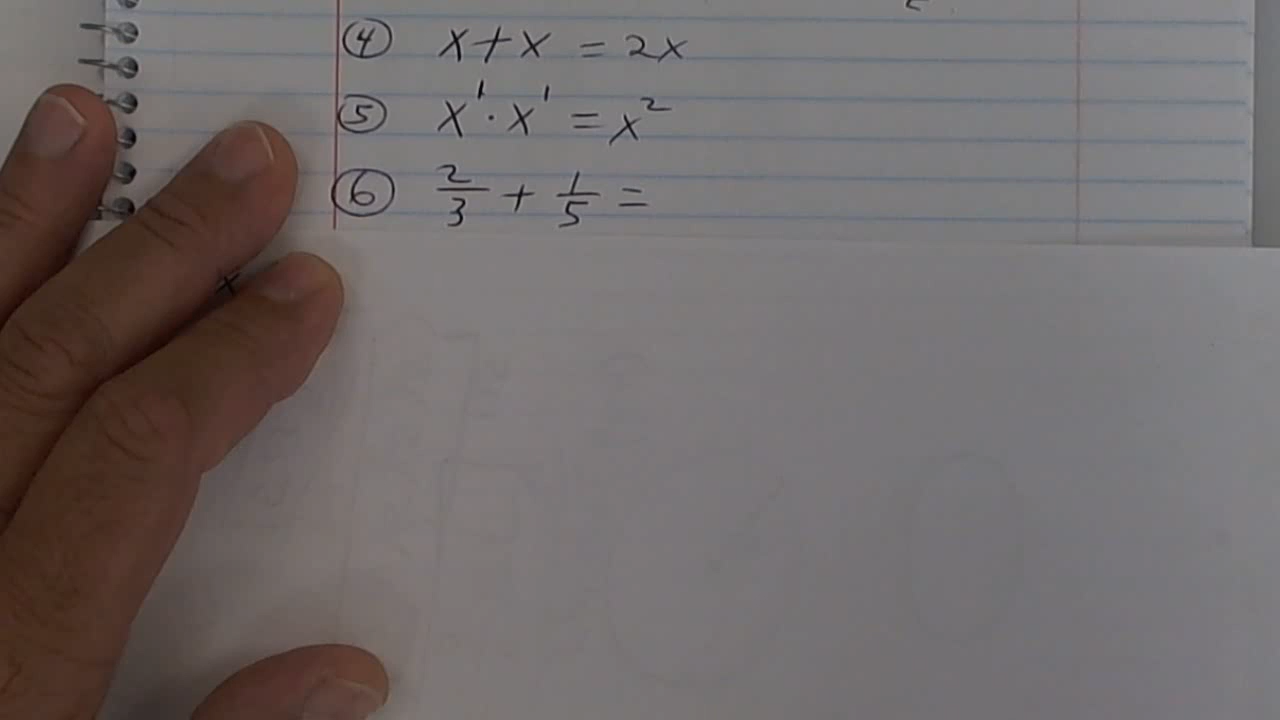 ④ x+x = 2x
⑤ x¹·x¹ = x²
⑥ 2/3 + 1/5 =
x